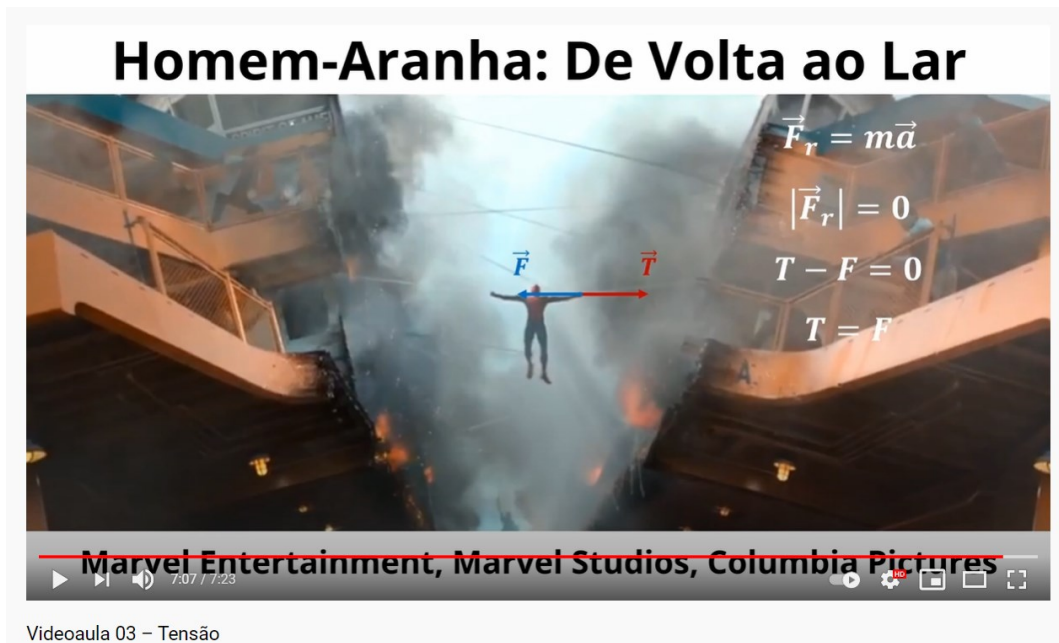 Homem-Aranha: De Volta ao Lar
F⃗ᵣ = ma⃗
|F⃗ᵣ| = 0
F⃗
T⃗
T − F = 0
T = F
A
Marvel Entertainment, Marvel Studios, Columbia Pictures
7:07 / 7:23
HD
Videoaula 03 – Tensão